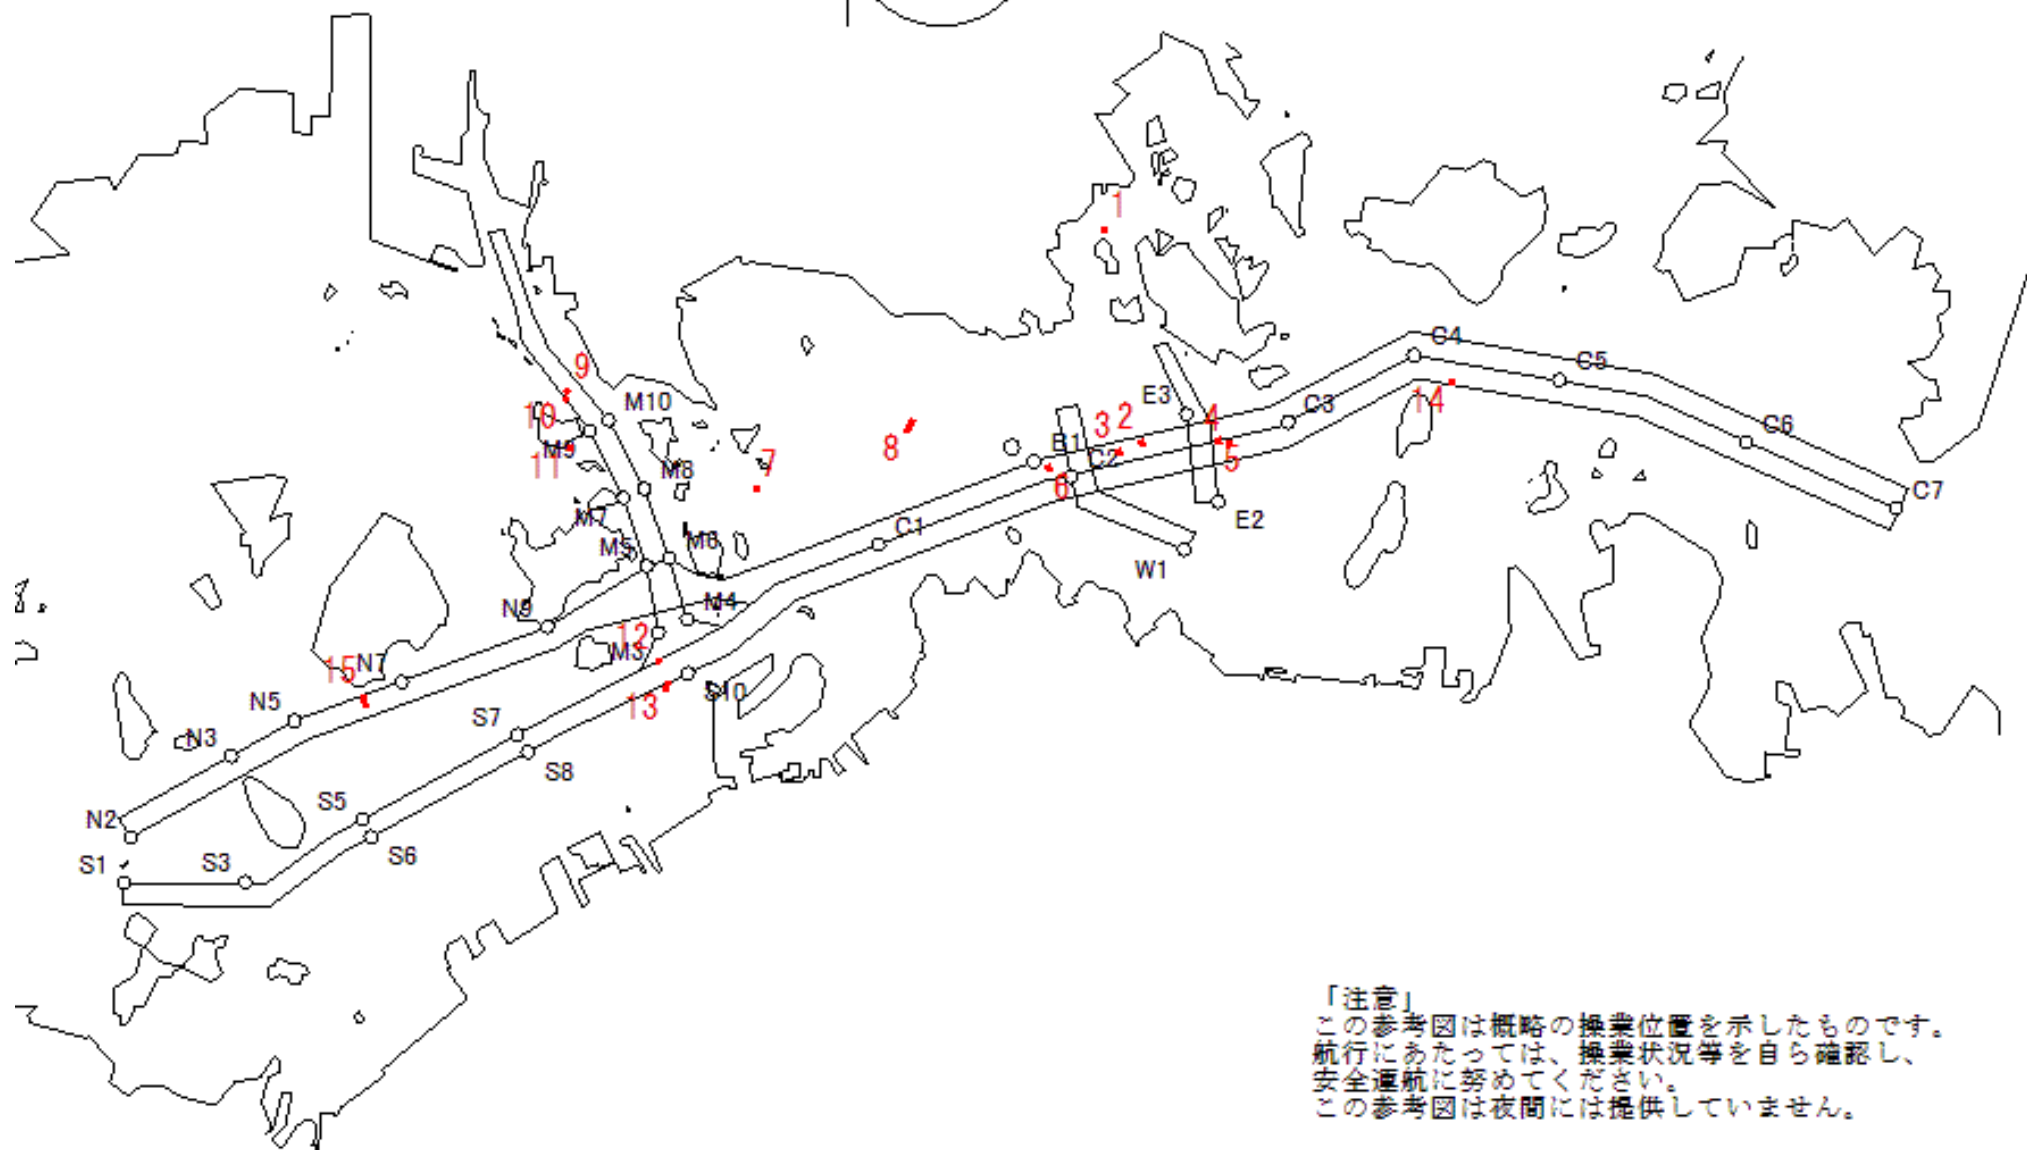 1
C4
9
C5
E3
4
2
3
C3
14
M10
10
8
B1
C2
5
C6
M9
11
M8
7
6
C7
M7
E2
C1
M5
M6
W1
N9
M4
12
M3
15
N7
S10
13
N5
S7
N3
S8
S5
N2
S6
S1
S3
「注意」
この参考図は概略の操業位置を示したものです。
航行にあたっては、操業状況等を自ら確認し、
安全運航に努めてください。
この参考図は夜間には提供していません。